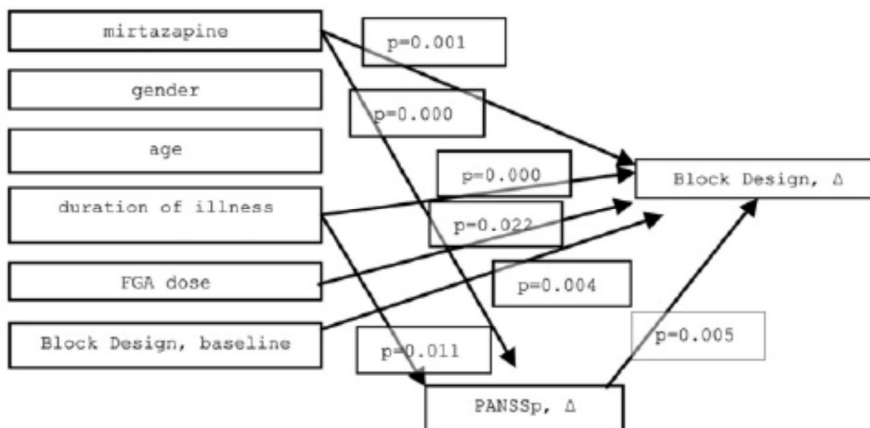 mirtazapine
p=0.001
gender
p=0.000
age
p=0.000
Block Design, Δ
duration of illness
p=0.022
FGA dose
p=0.004
Block Design, baseline
p=0.011
p=0.005
PANSSp, Δ